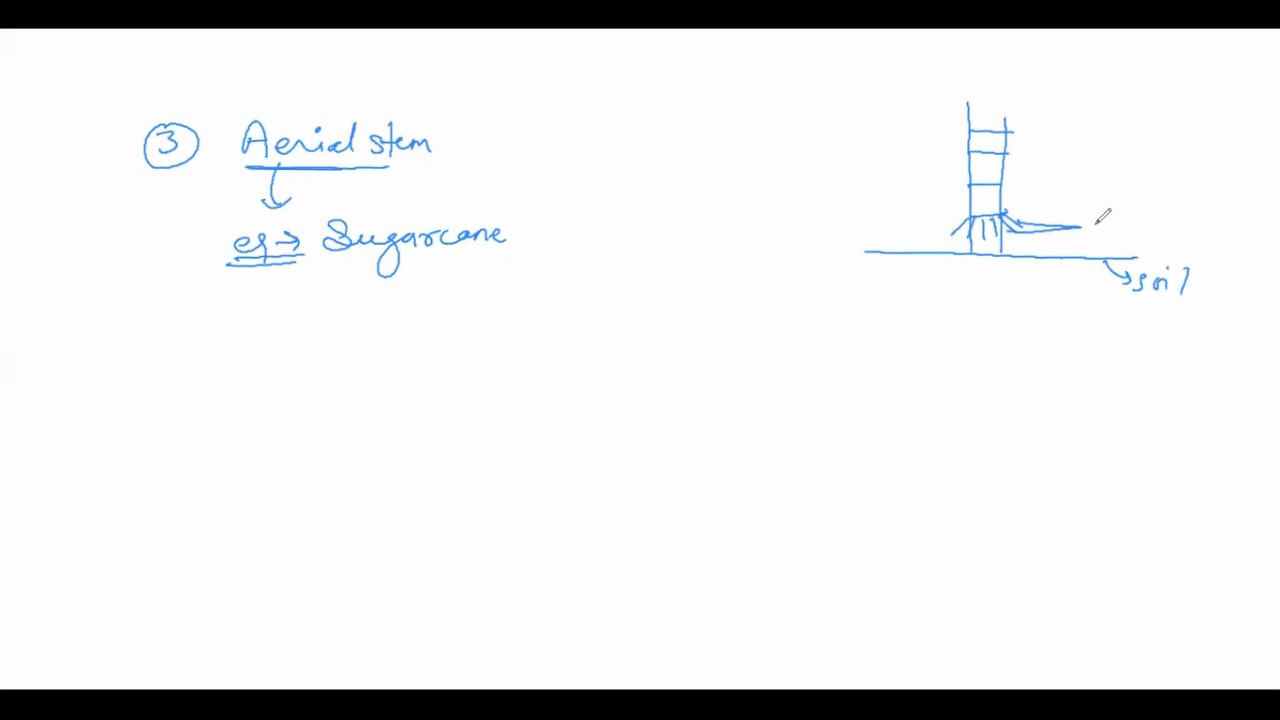 3 Aerial stem
eg → Sugarcane
soil